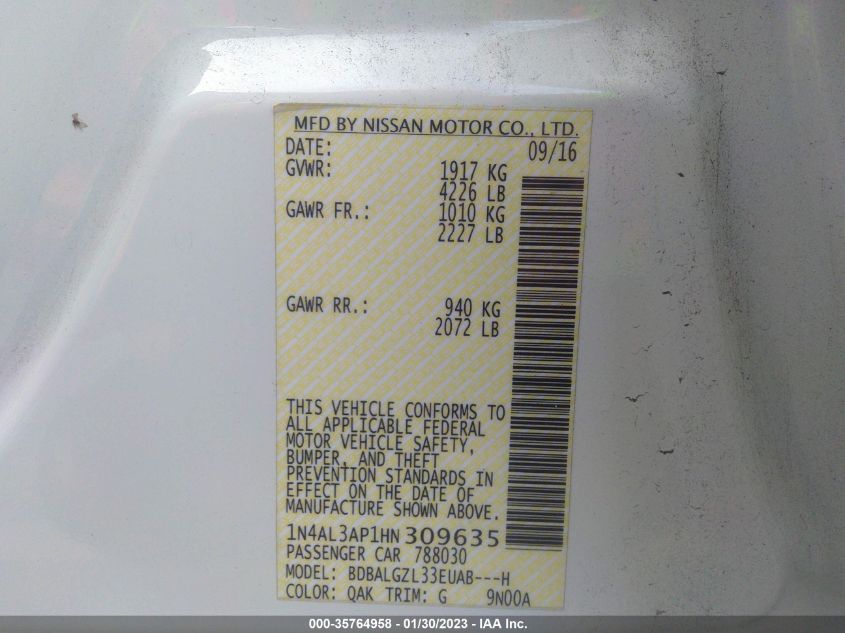 MFD BY NISSAN MOTOR CO., LTD.
DATE: 09/16
GVWR: 1917 KG
4226 LB
GAWR FR.: 1010 KG
2227 LB
GAWR RR.: 940 KG
2072 LB
THIS VEHICLE CONFORMS TO
ALL APPLICABLE FEDERAL
MOTOR VEHICLE SAFETY,
BUMPER, AND THEFT
PREVENTION STANDARDS IN
EFFECT ON THE DATE OF
MANUFACTURE SHOWN ABOVE.
1N4AL3AP1HN 309635
PASSENGER CAR 788030
MODEL: BDBALGZL33EUAB---H
COLOR: QAK TRIM: G 9N00A
000-35764958 - 01/30/2023 - IAA Inc.